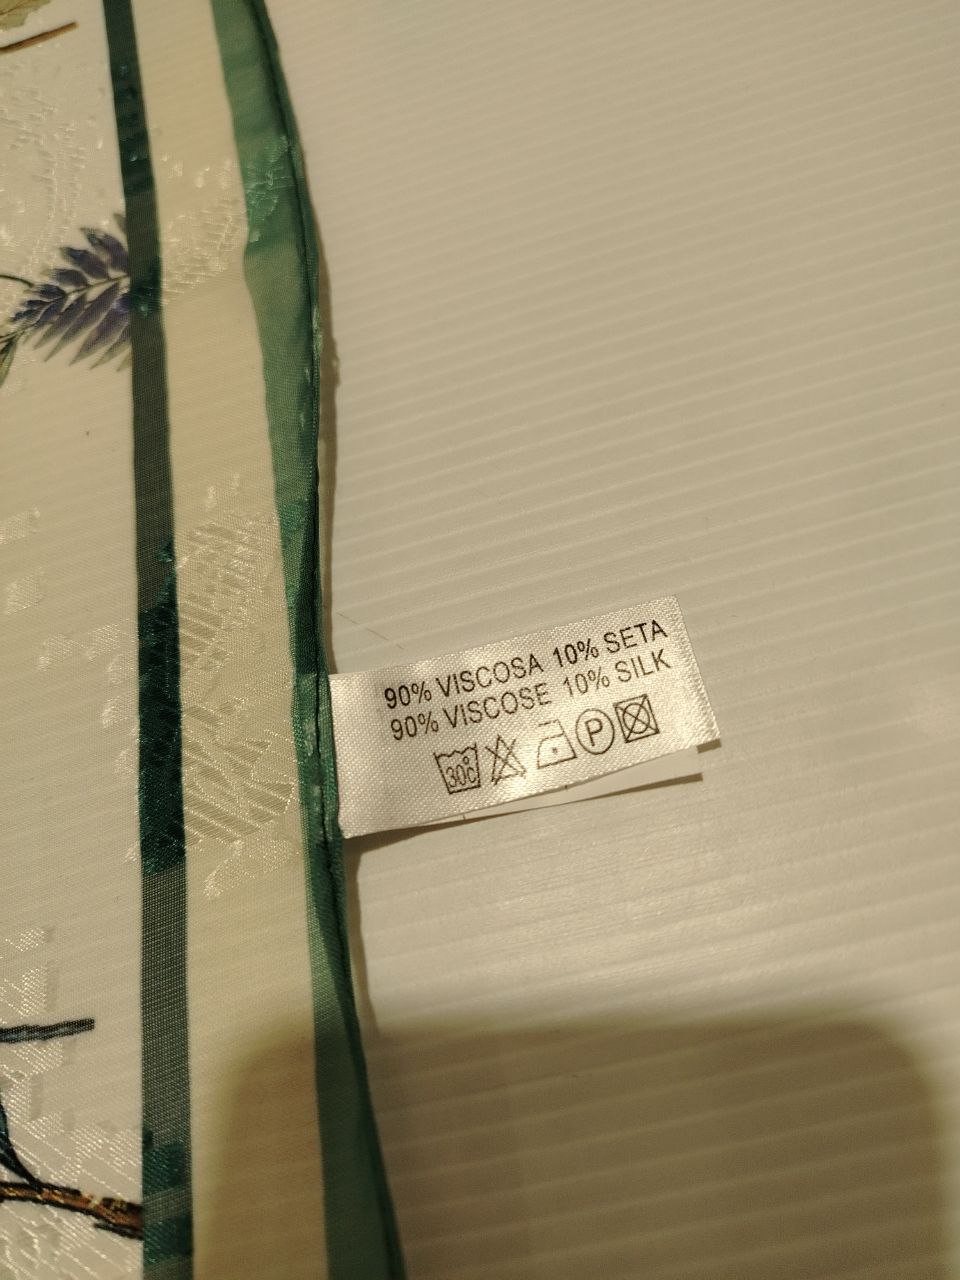 90% VISCOSA 10% SETA
90% VISCOSE 10% SILK
30°C P